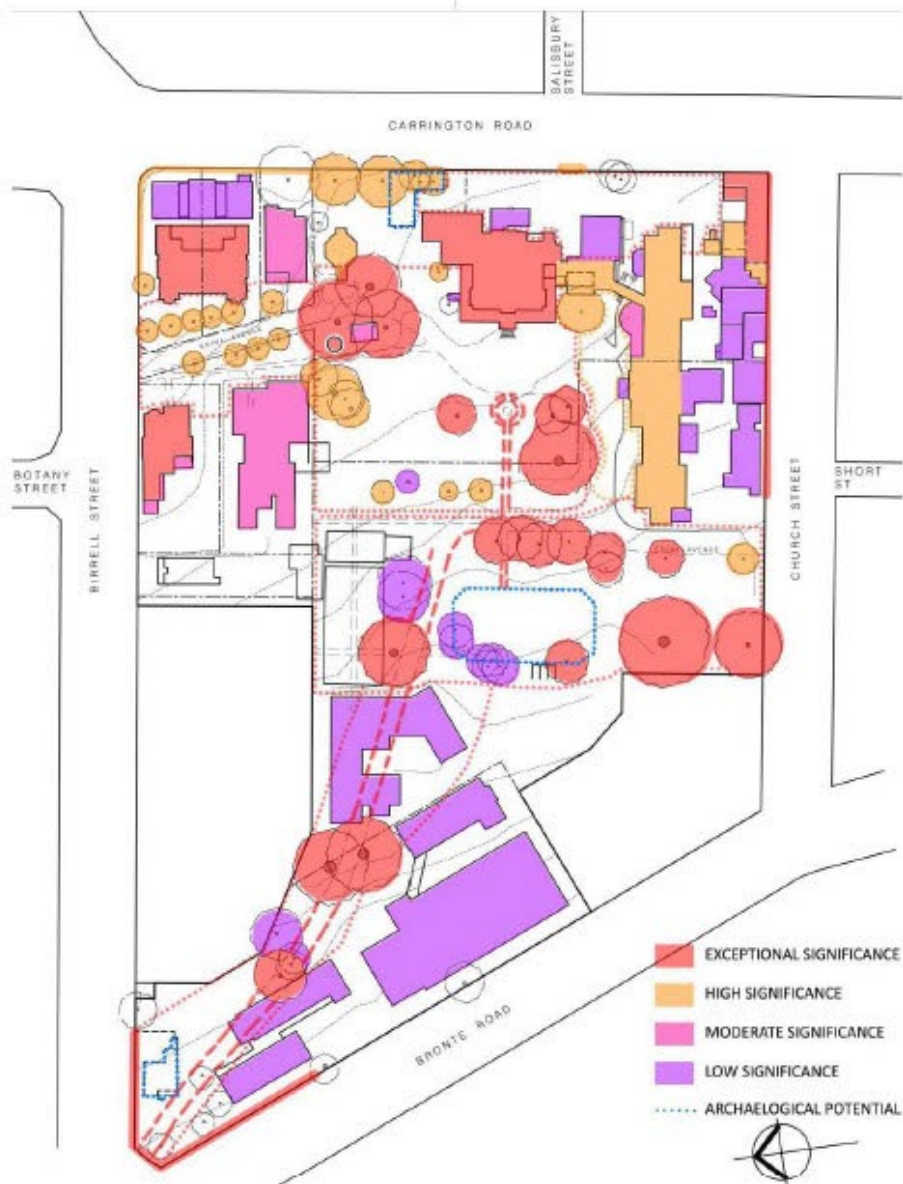 SALISBURY
STREET
CARRINGTON ROAD
BOTANY
STREET
BIRRELL STREET
CHURCH STREET
SHORT
ST
BRONTE ROAD
EXCEPTIONAL SIGNIFICANCE
HIGH SIGNIFICANCE
MODERATE SIGNIFICANCE
LOW SIGNIFICANCE
ARCHAELOGICAL POTENTIAL